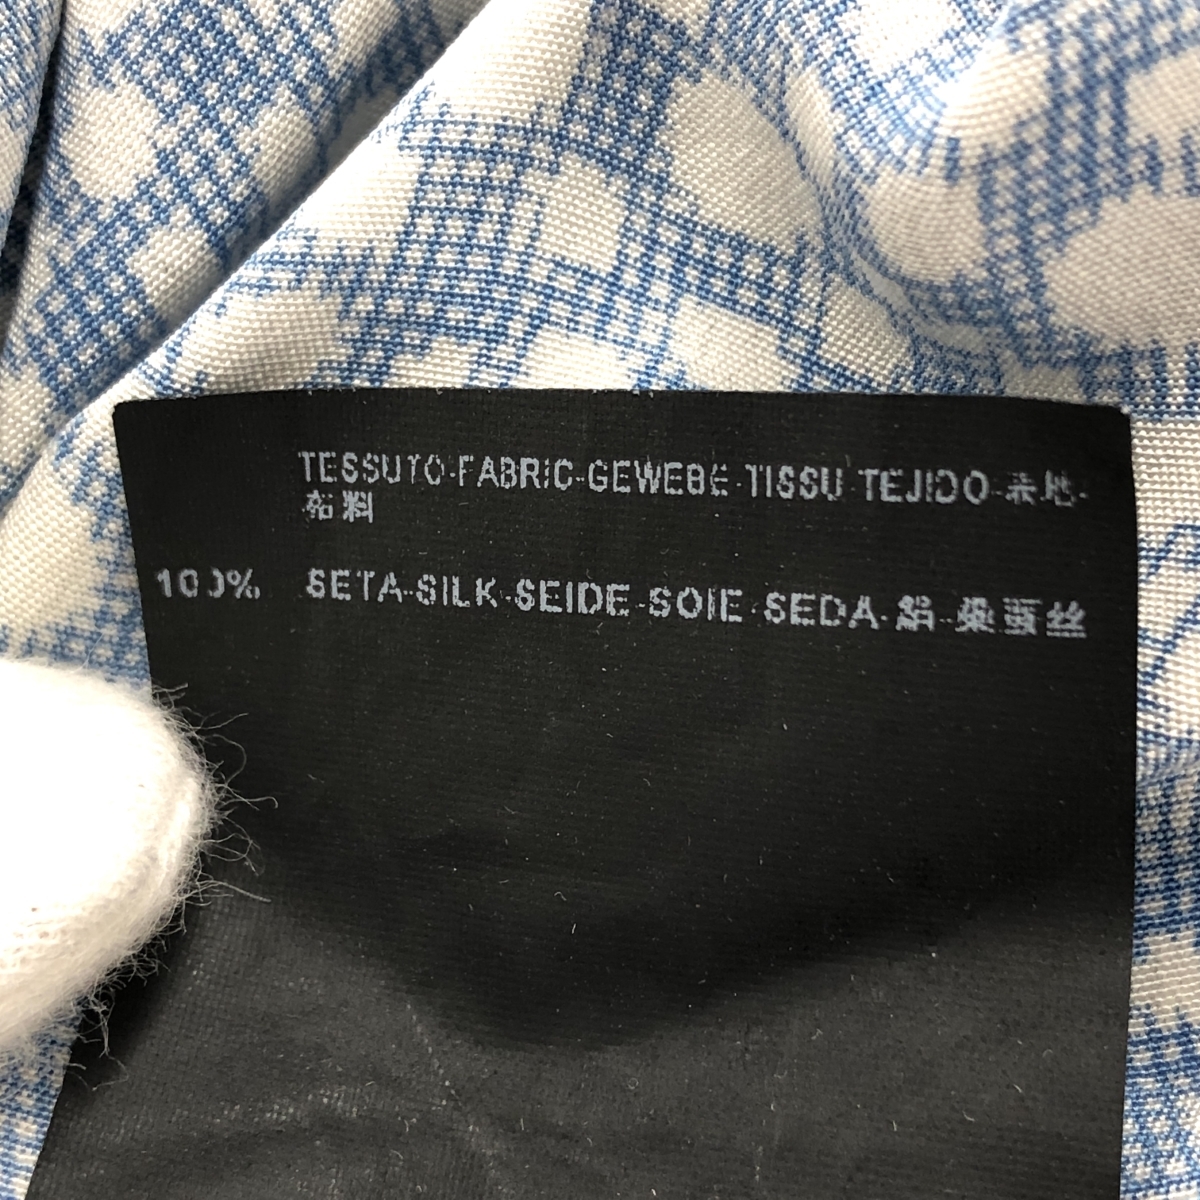 TESSUTO-FABRIC-GEWEBE-TISSU-TEJIDO-表地-
布料
100% SETA-SILK-SEIDE-SOIE-SEDA-絹-桑蚕丝